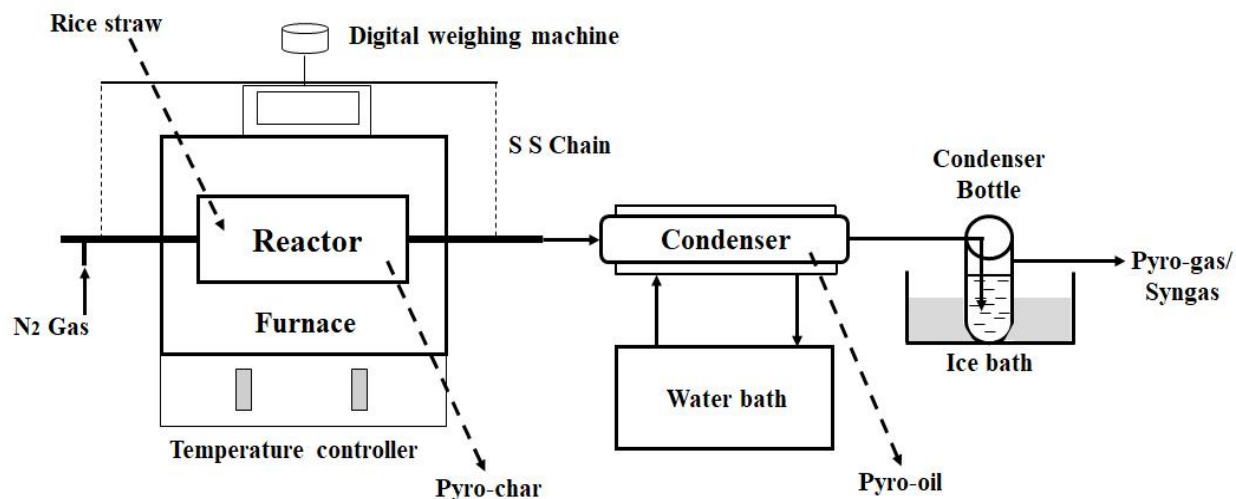 Rice straw
Digital weighing machine
S S Chain
Condenser
Bottle
Reactor
Condenser
Pyro-gas/
Syngas
N2 Gas
Furnace
Ice bath
Water bath
Temperature controller
Pyro-char
Pyro-oil